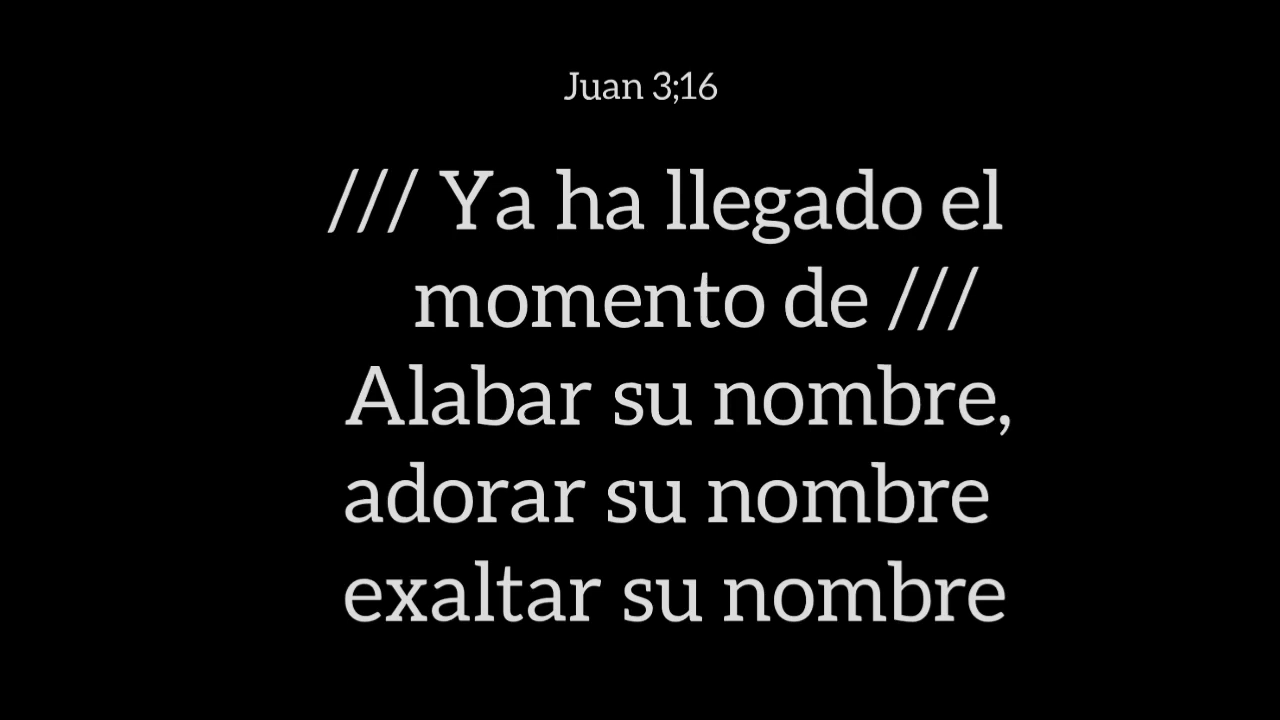 Juan 3;16
/// Ya ha llegado el
momento de ///
Alabar su nombre,
adorar su nombre
exaltar su nombre